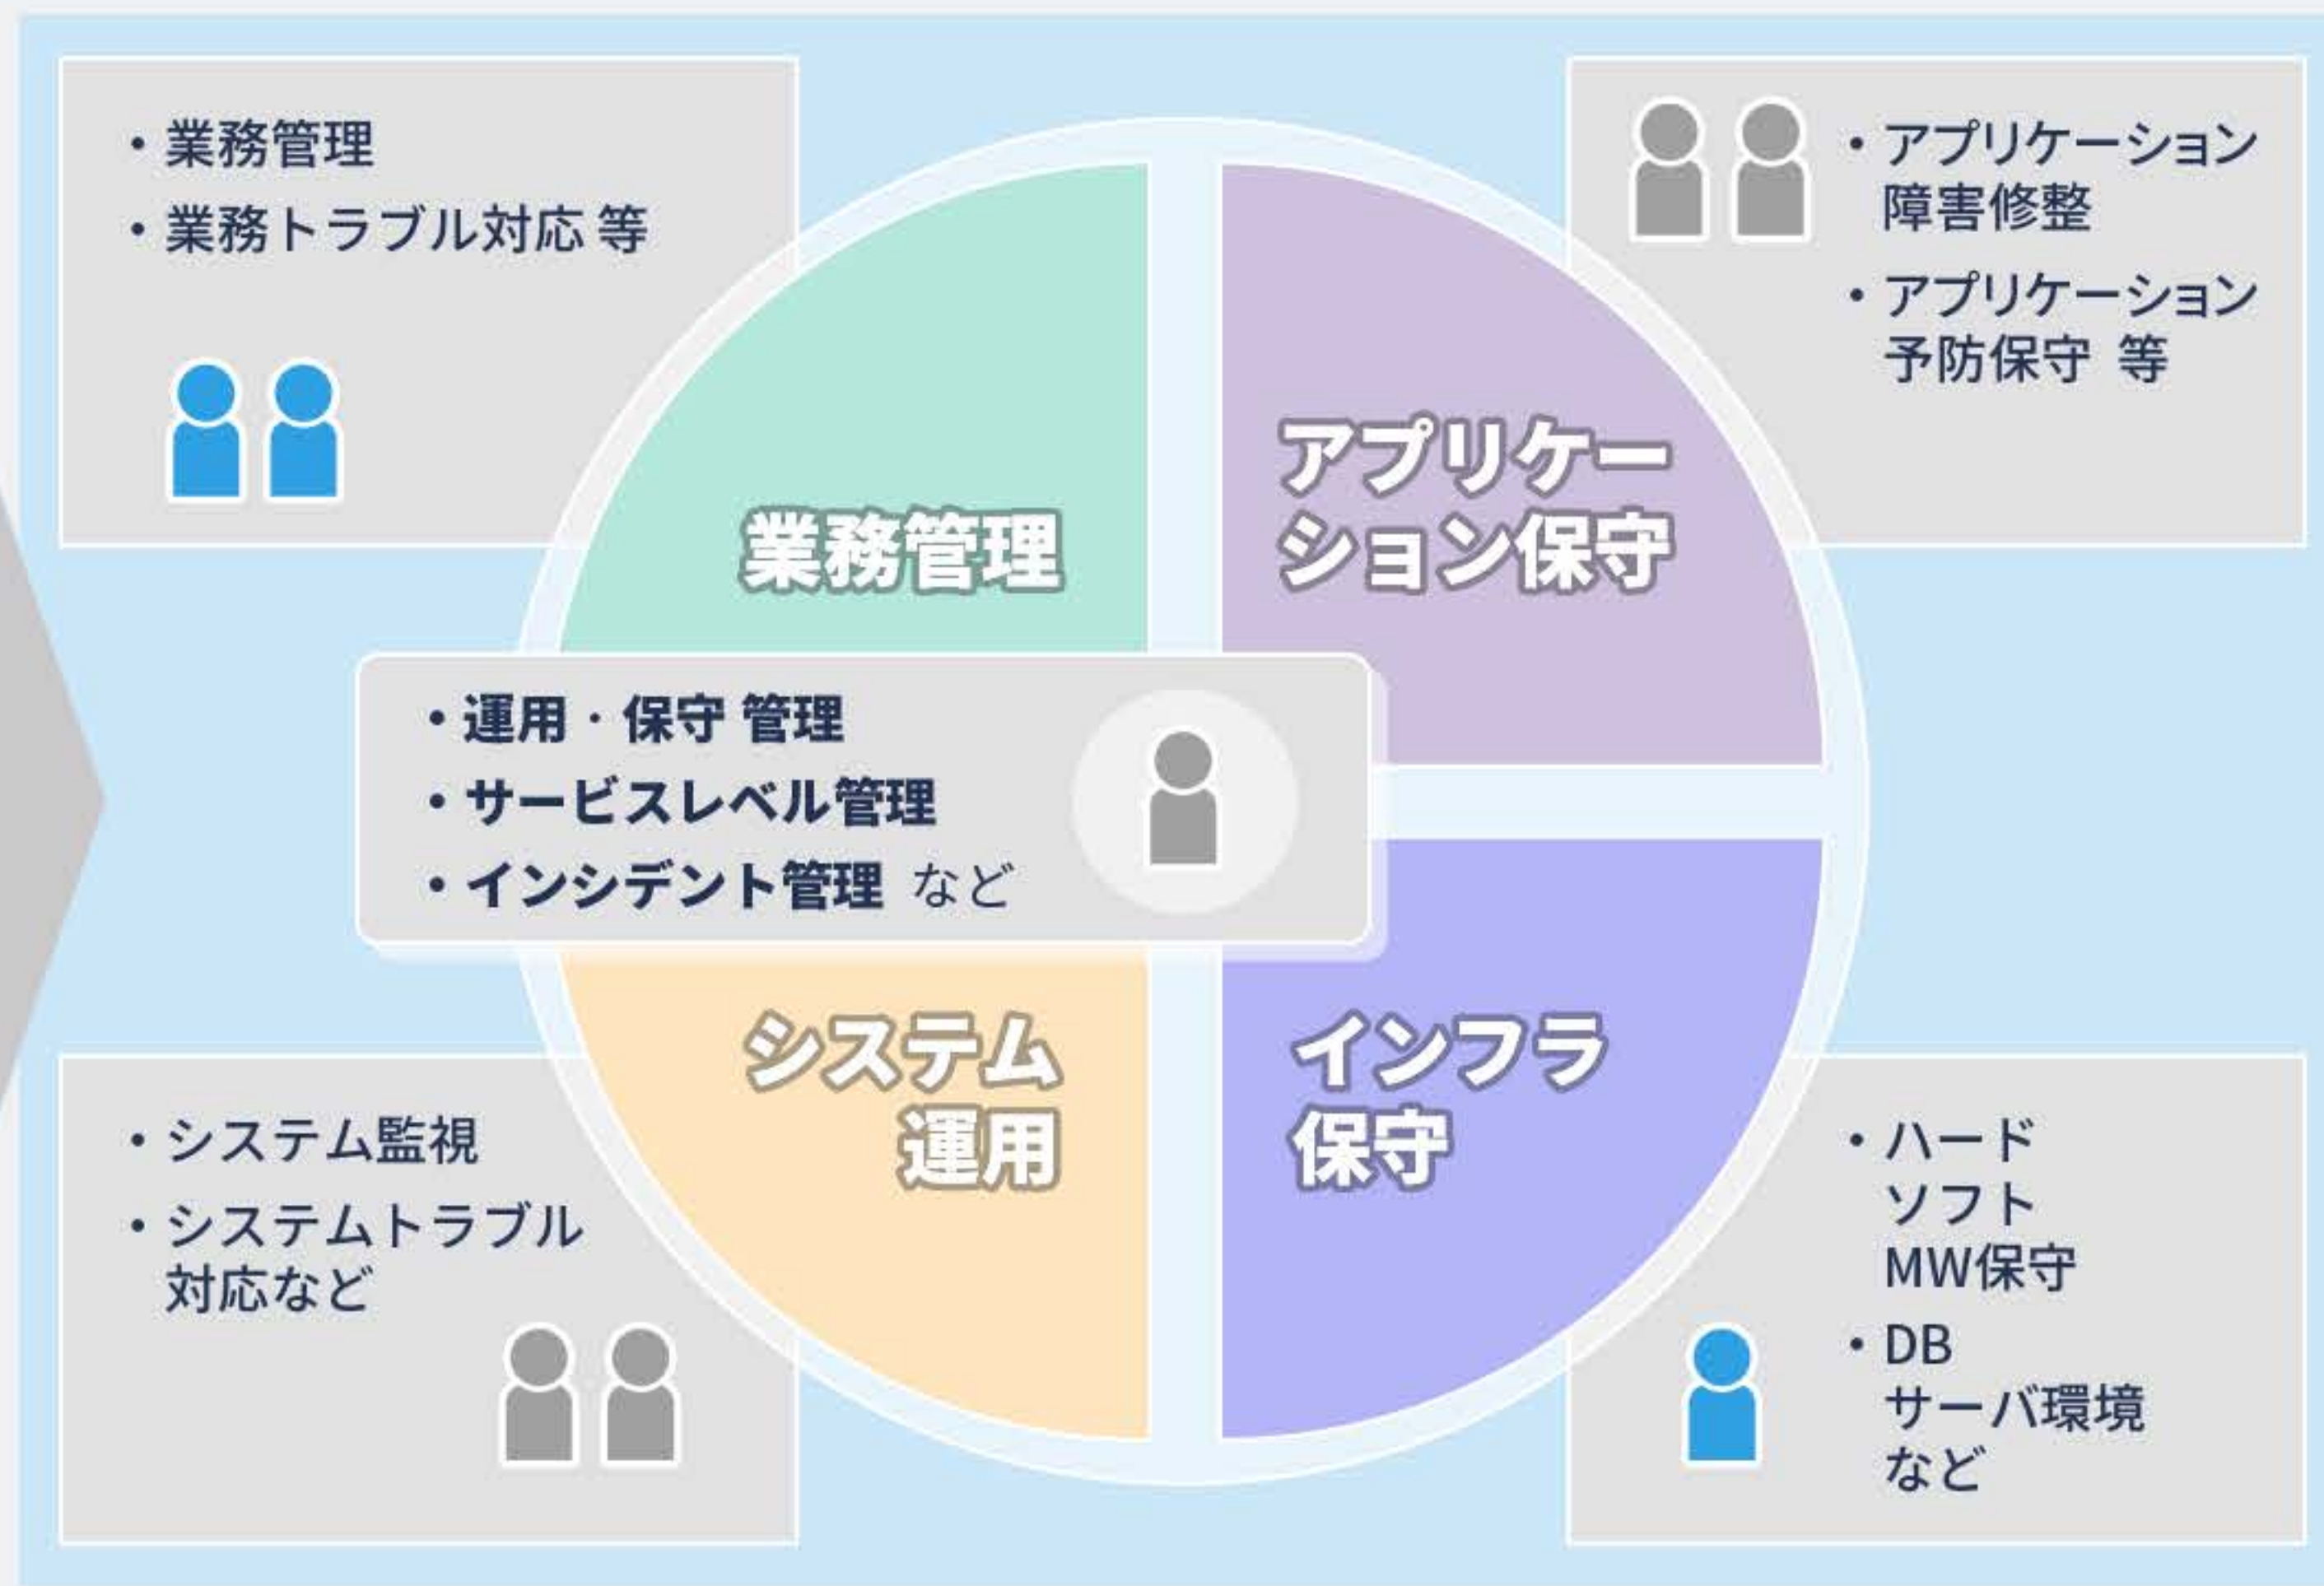 ・業務管理
・業務トラブル対応 等
・アプリケーション
障害修整
・アプリケーション
予防保守 等
業務管理
アプリケー
ション保守
・運用・保守 管理
・サービスレベル管理
・インシデント管理 など
システム
運用
インフラ
保守
・システム監視
・システムトラブル
対応など
・ハード
ソフト
MW保守
・DB
サーバ環境
など